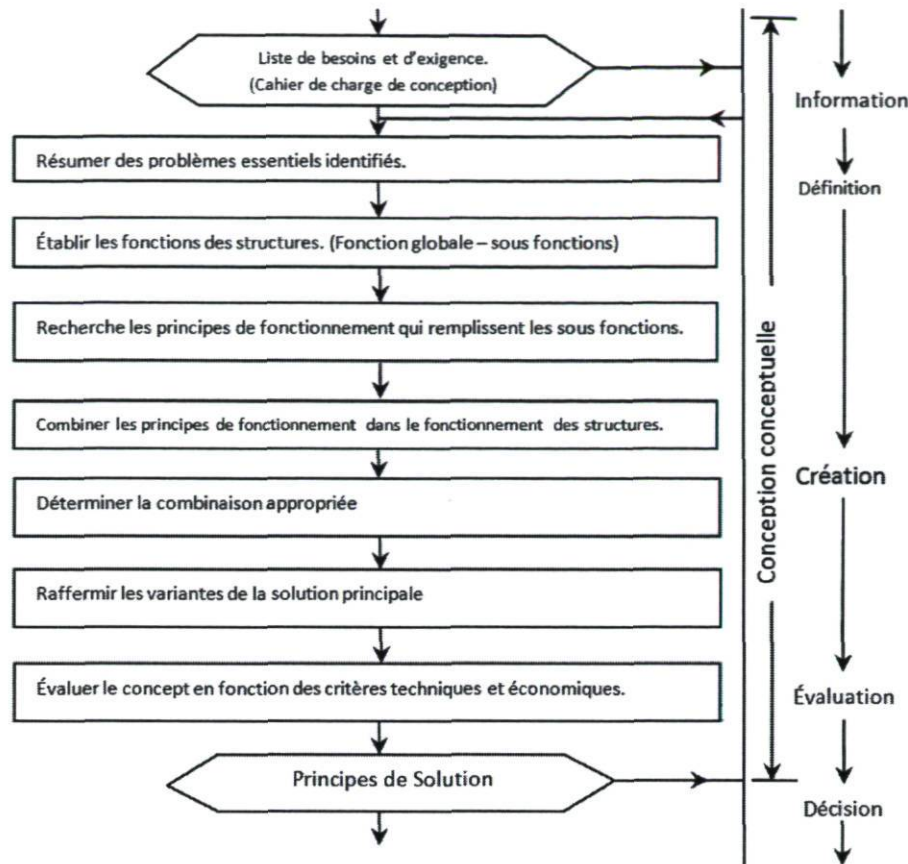 Liste de besoins et d'exigence.
(Cahier de charge de conception)
Résumer des problèmes essentiels identifiés.
Établir les fonctions des structures. (Fonction globale – sous fonctions)
Recherche les principes de fonctionnement qui remplissent les sous fonctions.
Combiner les principes de fonctionnement dans le fonctionnement des structures.
Déterminer la combinaison appropriée
Raffermir les variantes de la solution principale
Évaluer le concept en fonction des critères techniques et économiques.
Principes de Solution
Conception conceptuelle
Information
Définition
Création
Évaluation
Décision